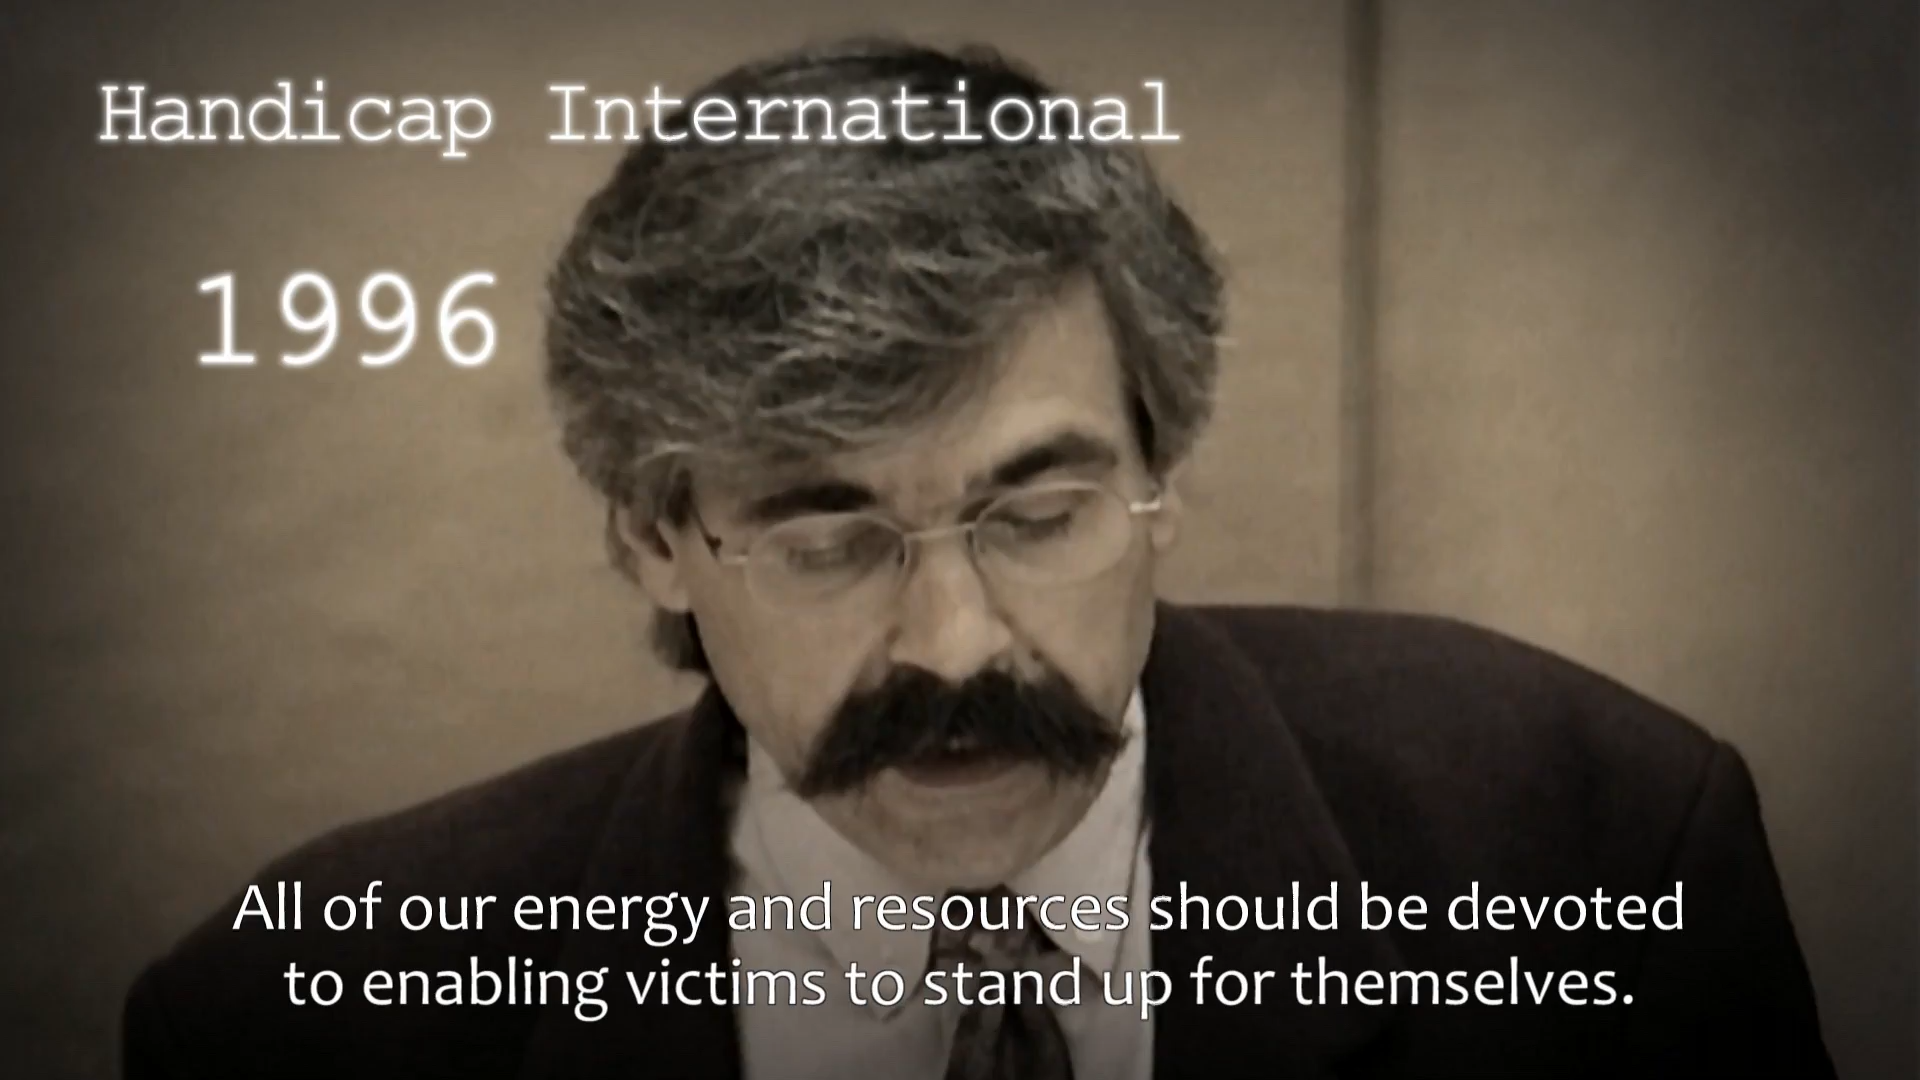 Handicap International
1996
All of our energy and resources should be devoted
to enabling victims to stand up for themselves.